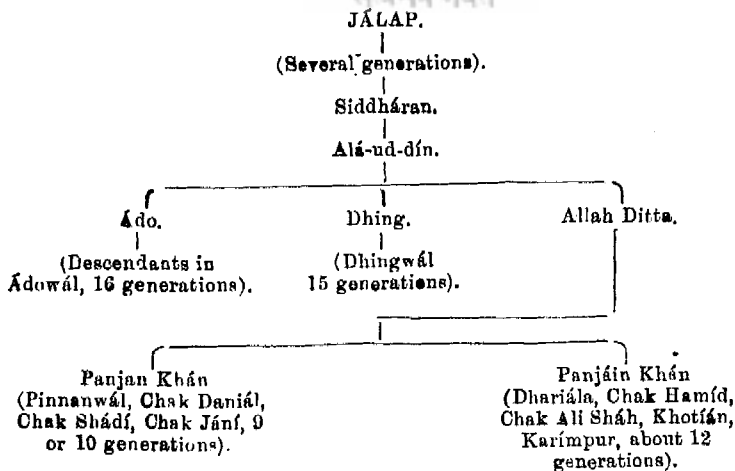 JÁLAP.
(Several generations).
Siddháran.
Alá-ud-dín.
Ádo.
(Descendants in
Ádowál, 16 generations).
Dhing.
(Dhingwál
15 generations).
Allah Ditta.
Panjan Khán
(Pinnanwál, Chak Daniál,
Chak Shádí, Chak Jání, 9
or 10 generations).
Panjáin Khán
(Dhariála, Chak Hamíd,
Chak Ali Sháh, Khotíán,
Karímpur, about 12
generations).